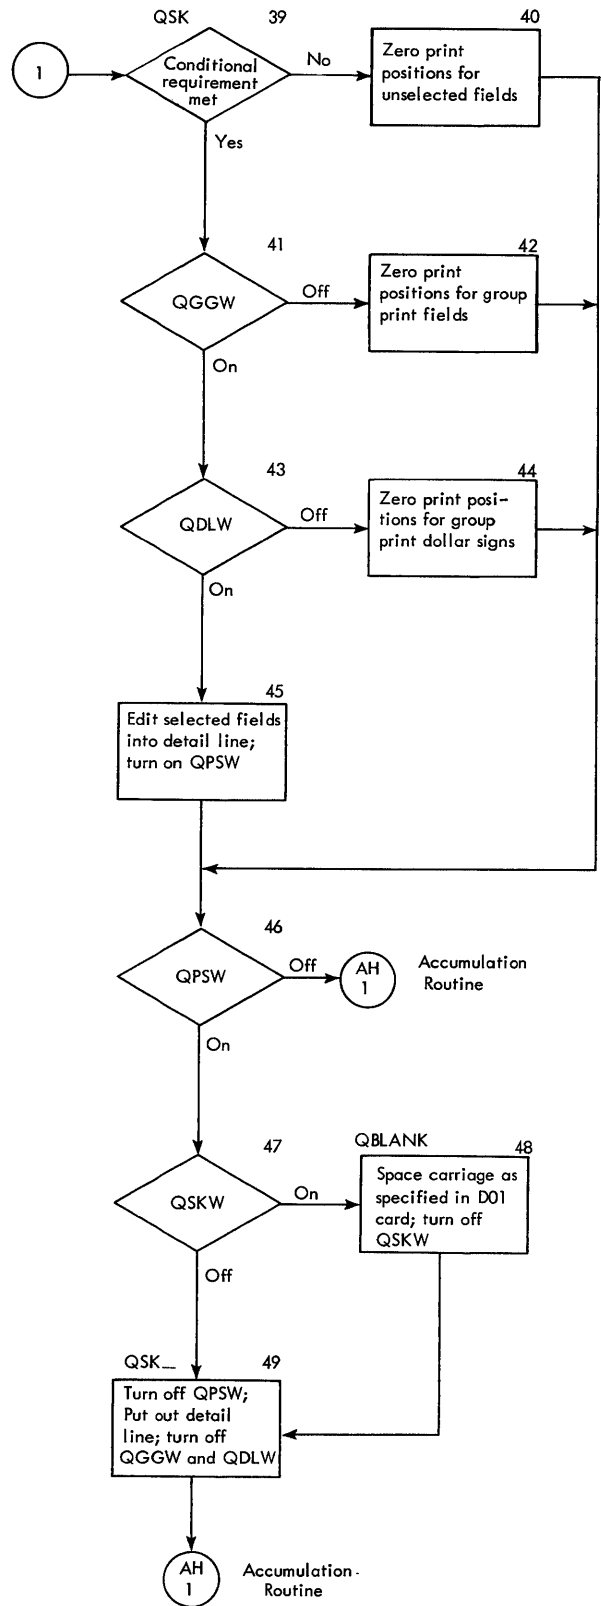 QSK 39
1
Conditional
requirement
met
No
40
Zero print
positions for
unselected fields
Yes
41
QGGW
Off
42
Zero print
positions for group
print fields
On
43
QDLW
Off
44
Zero print posi-
tions for group
print dollar signs
On
45
Edit selected fields
into detail line;
turn on QPSW
46
QPSW
Off
AH
1
Accumulation
Routine
On
47
QSKW
On
QBLANK 48
Space carriage as
specified in D01
card; turn off
QSKW
Off
QSK_ 49
Turn off QPSW;
Put out detail
line; turn off
QGGW and QDLW
AH
1
Accumulation
Routine